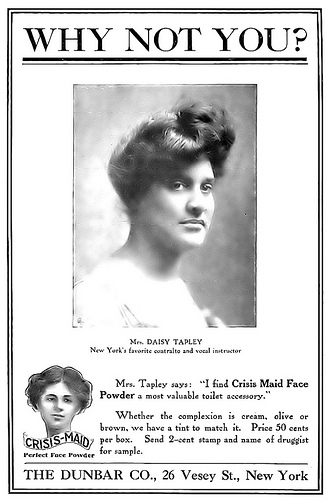 WHY NOT YOU?
Mrs. DAISY TAPLEY
New York's favorite contralto and vocal instructor
Mrs. Tapley says: "I find Crisis Maid Face
Powder a most valuable toilet accessory."
Whether the complexion is cream, olive or
brown, we have a tint to match it. Price 50 cents
per box. Send 2-cent stamp and name of druggist
for sample.
CRISIS-MAID
Perfect Face Powder
THE DUNBAR CO., 26 Vesey St., New York